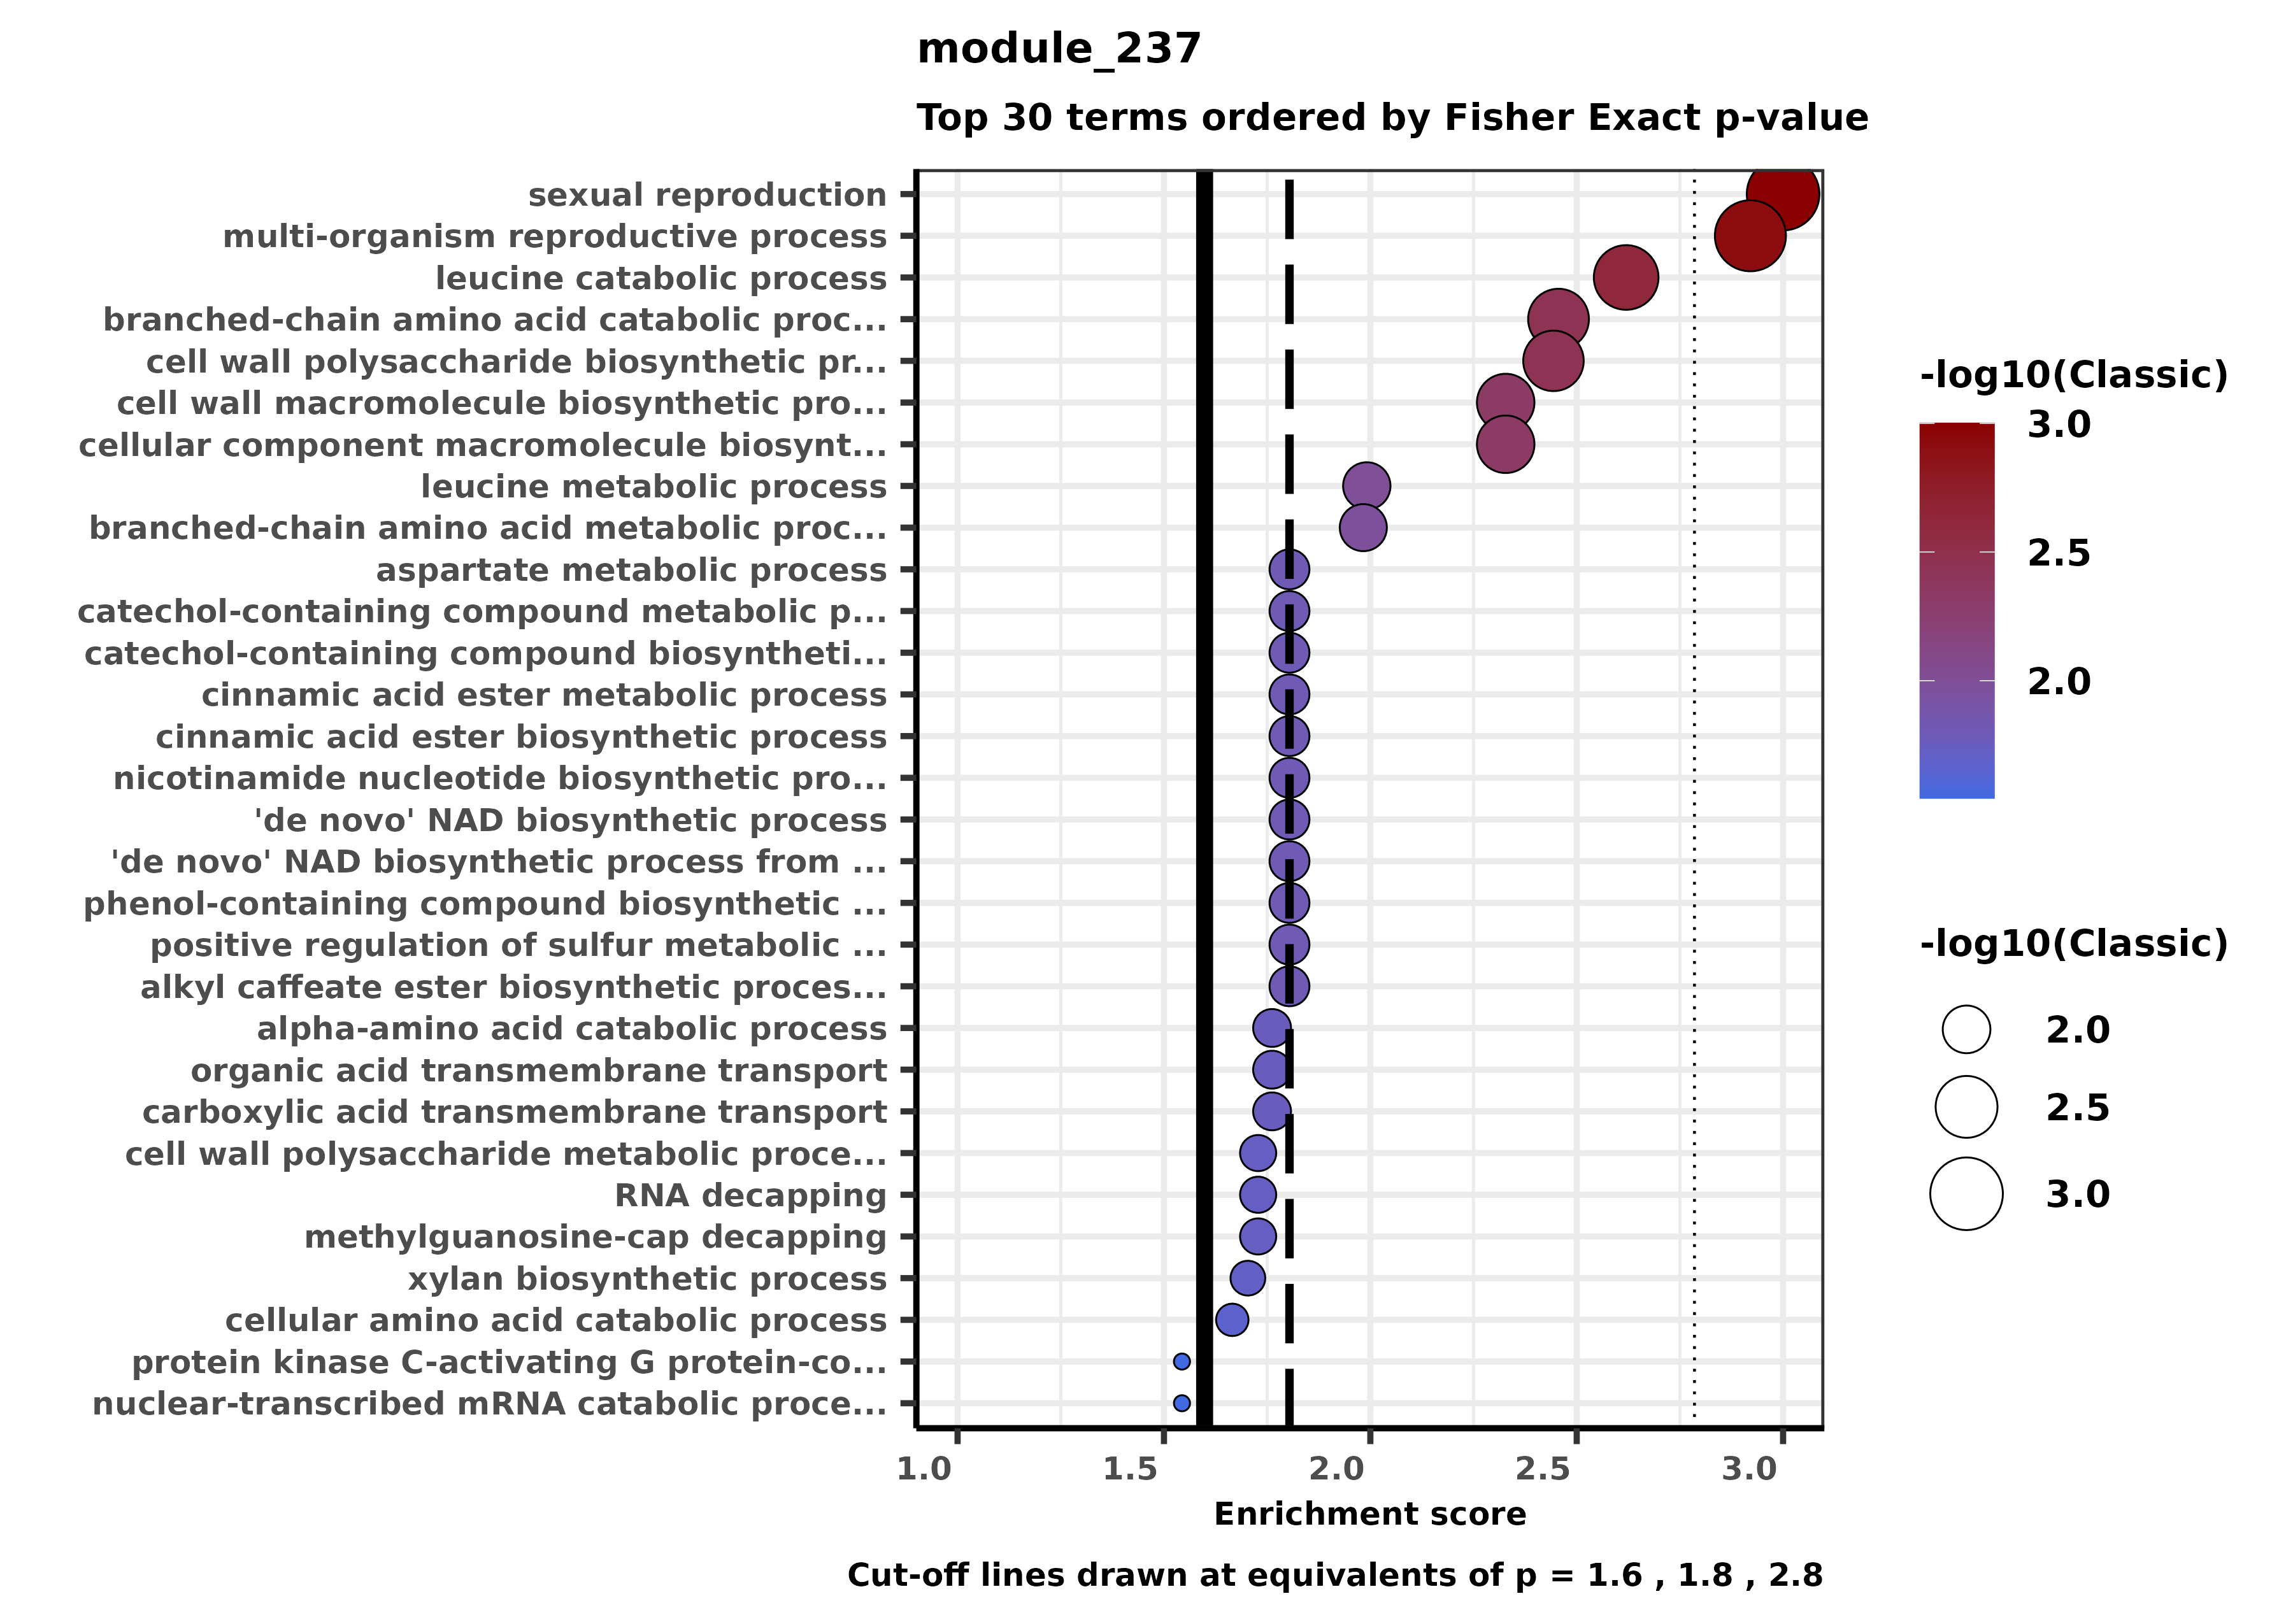 module_237
Top 30 terms ordered by Fisher Exact p-value
sexual reproduction
multi-organism reproductive process
leucine catabolic process
branched-chain amino acid catabolic proc...
cell wall polysaccharide biosynthetic pr...
cell wall macromolecule biosynthetic pro...
cellular component macromolecule biosynt...
leucine metabolic process
branched-chain amino acid metabolic proc...
aspartate metabolic process
catechol-containing compound metabolic p...
catechol-containing compound biosyntheti...
cinnamic acid ester metabolic process
cinnamic acid ester biosynthetic process
nicotinamide nucleotide biosynthetic pro...
'de novo' NAD biosynthetic process
'de novo' NAD biosynthetic process from ...
phenol-containing compound biosynthetic ...
positive regulation of sulfur metabolic ...
alkyl caffeate ester biosynthetic proces...
alpha-amino acid catabolic process
organic acid transmembrane transport
carboxylic acid transmembrane transport
cell wall polysaccharide metabolic proce...
RNA decapping
methylguanosine-cap decapping
xylan biosynthetic process
cellular amino acid catabolic process
protein kinase C-activating G protein-co...
nuclear-transcribed mRNA catabolic proce...
1.0 1.5 2.0 2.5 3.0
Enrichment score
Cut-off lines drawn at equivalents of p = 1.6 , 1.8 , 2.8
-log10(Classic)
3.0
2.5
2.0
-log10(Classic)
2.0
2.5
3.0